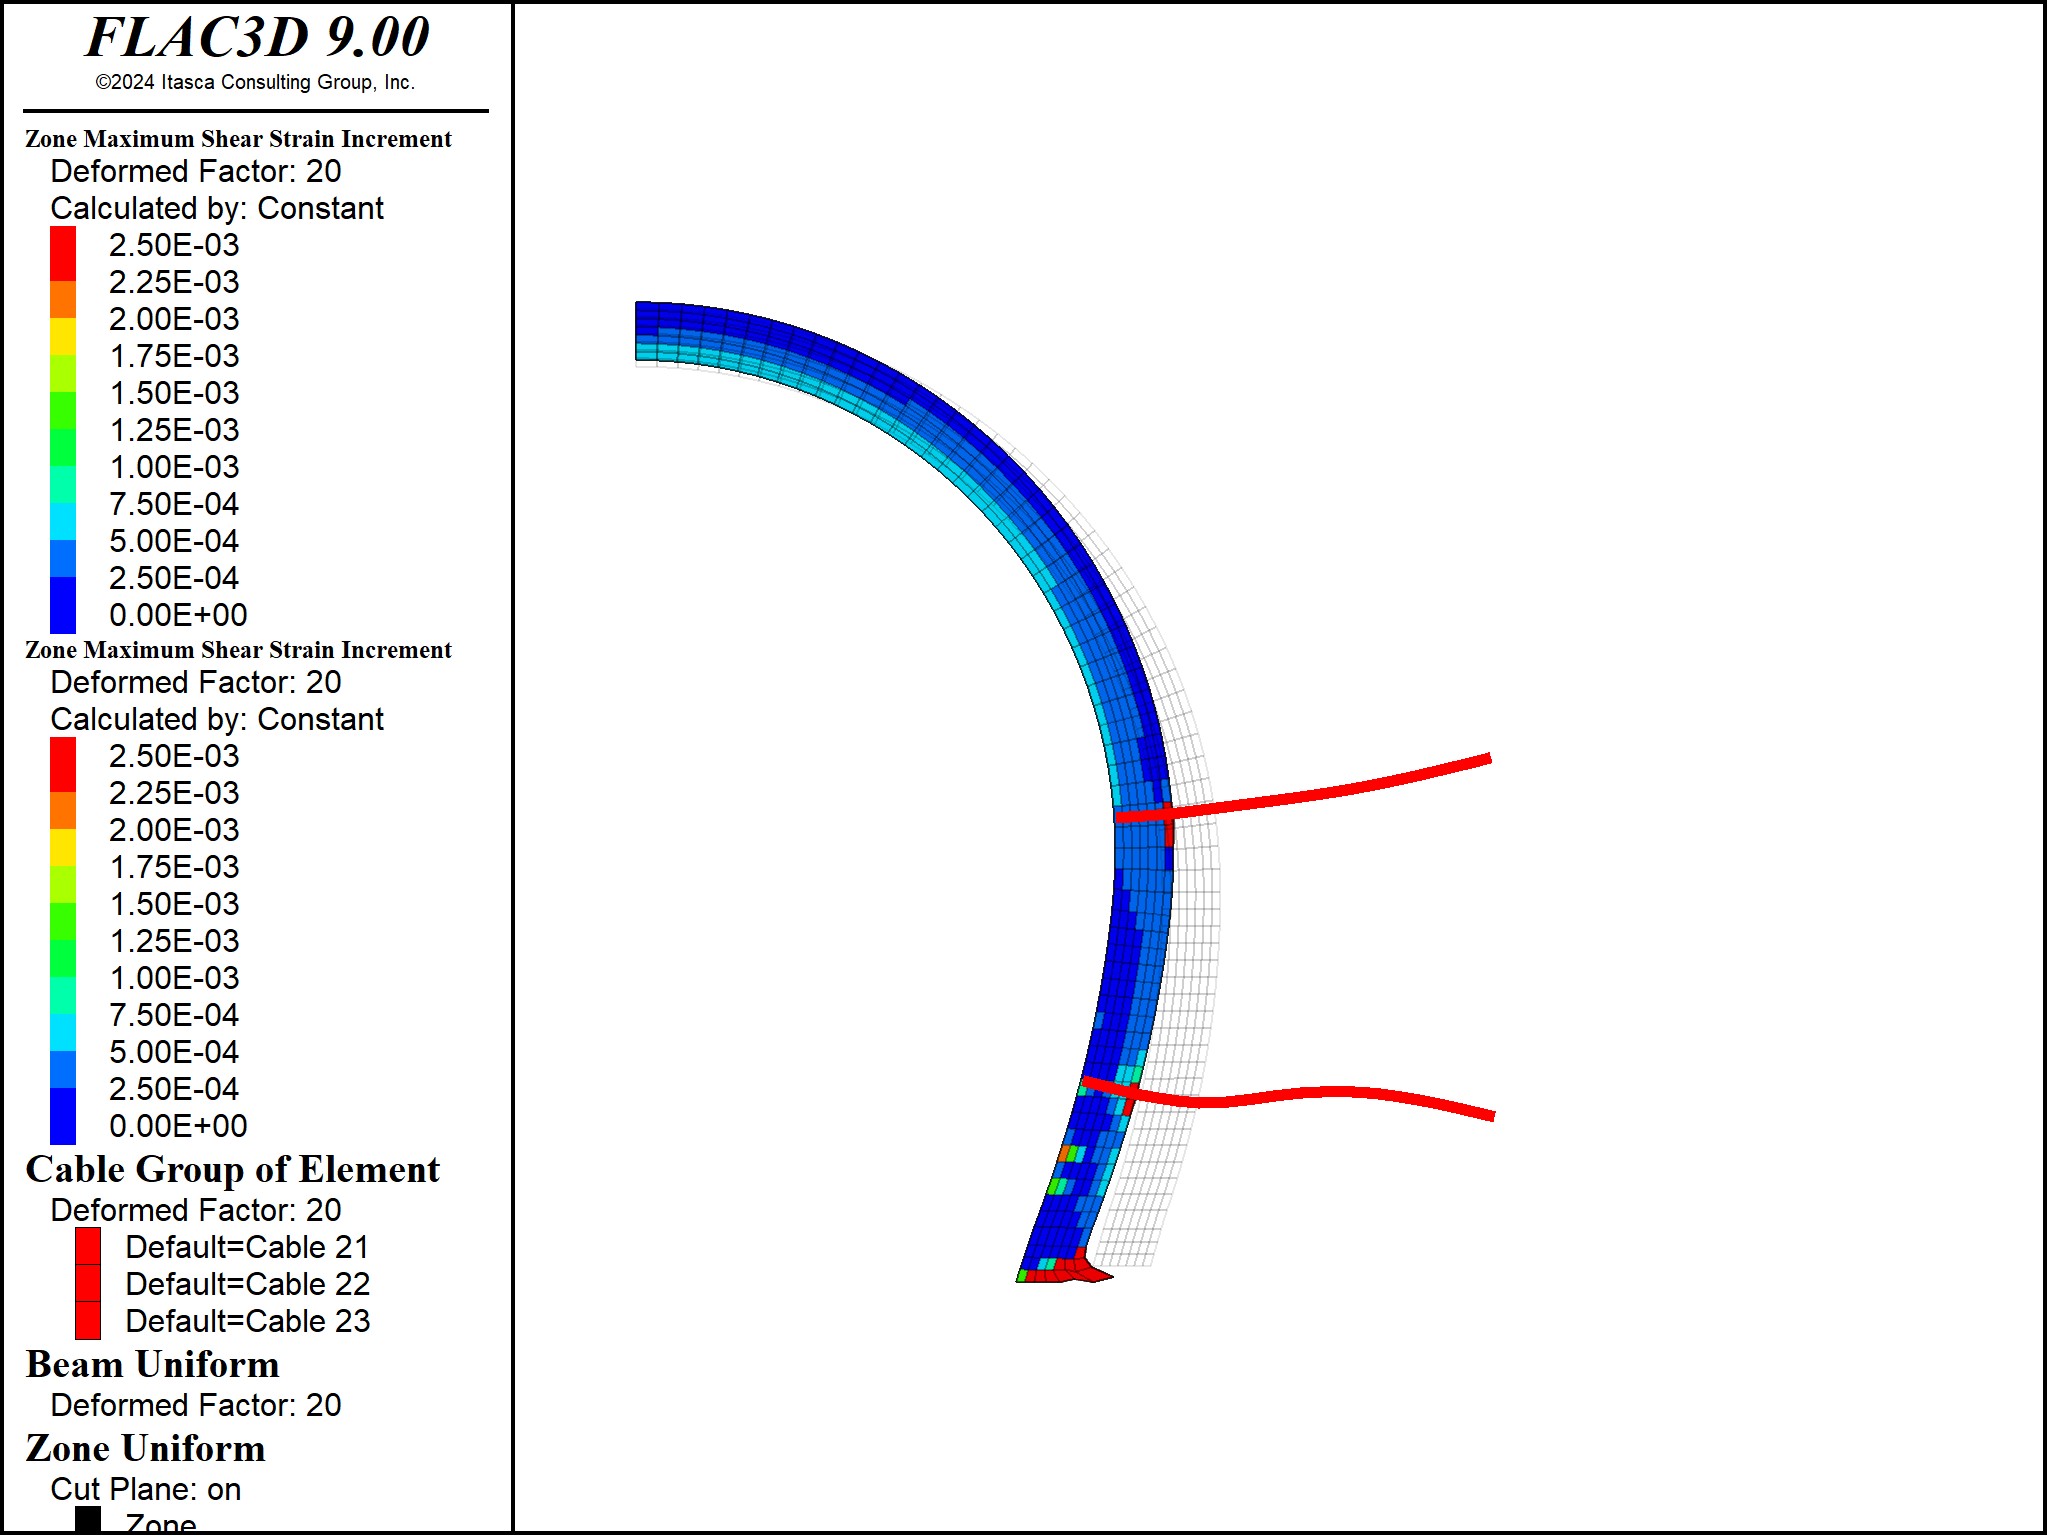 FLAC3D 9.00
©2024 Itasca Consulting Group, Inc.
Zone Maximum Shear Strain Increment
Deformed Factor: 20
Calculated by: Constant
2.50E-03
2.25E-03
2.00E-03
1.75E-03
1.50E-03
1.25E-03
1.00E-03
7.50E-04
5.00E-04
2.50E-04
0.00E+00
Zone Maximum Shear Strain Increment
Deformed Factor: 20
Calculated by: Constant
2.50E-03
2.25E-03
2.00E-03
1.75E-03
1.50E-03
1.25E-03
1.00E-03
7.50E-04
5.00E-04
2.50E-04
0.00E+00
Cable Group of Element
Deformed Factor: 20
Default=Cable 21
Default=Cable 22
Default=Cable 23
Beam Uniform
Deformed Factor: 20
Zone Uniform
Cut Plane: on
Zone